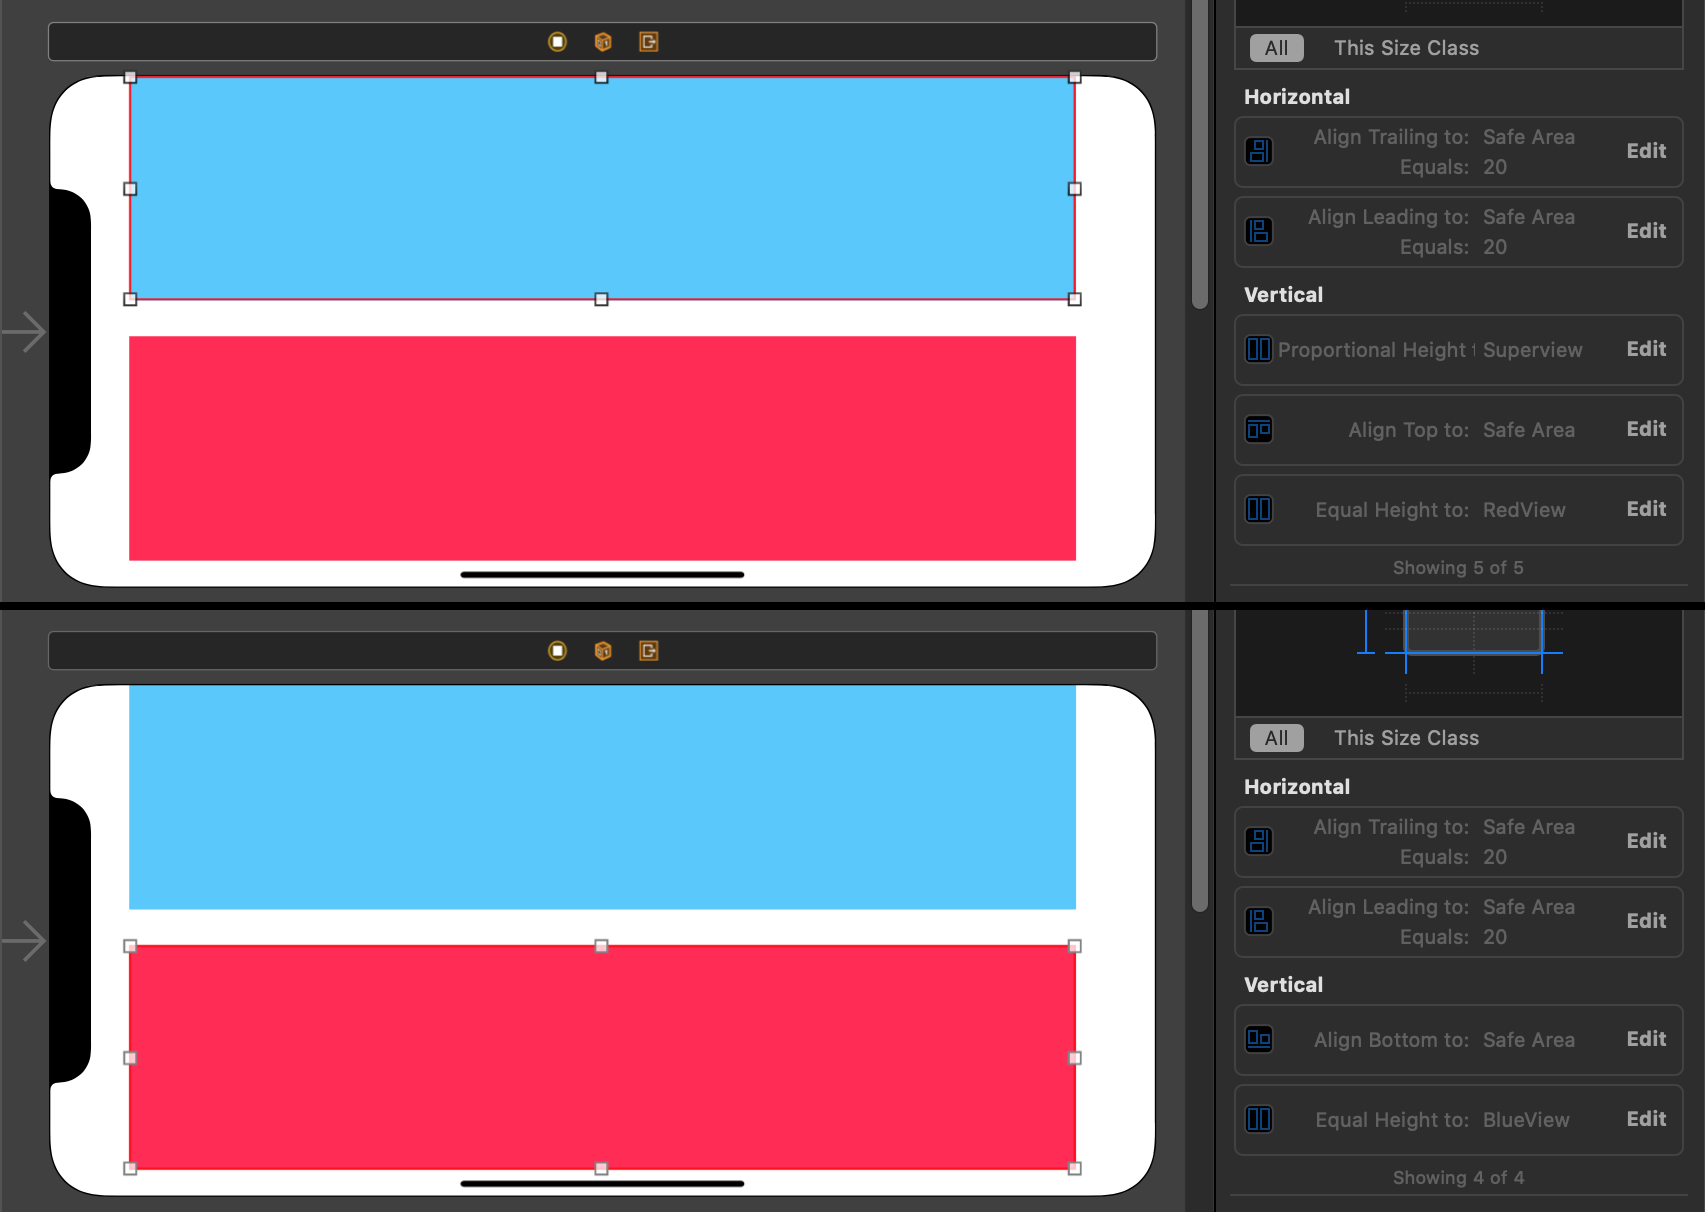 All This Size Class
Horizontal
Align Trailing to: Safe Area
Equals: 20
Edit
Align Leading to: Safe Area
Equals: 20
Edit
Vertical
Proportional Height t Superview Edit
Align Top to: Safe Area Edit
Equal Height to: RedView Edit
Showing 5 of 5
All This Size Class
Horizontal
Align Trailing to: Safe Area
Equals: 20
Edit
Align Leading to: Safe Area
Equals: 20
Edit
Vertical
Align Bottom to: Safe Area Edit
Equal Height to: BlueView Edit
Showing 4 of 4